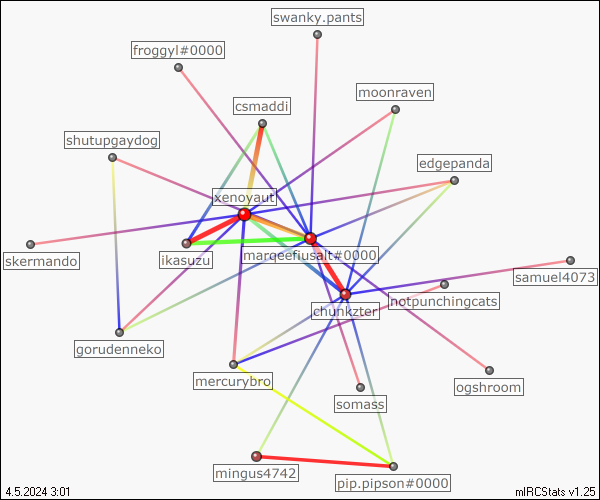 swanky.pants
froggyl#0000
moonraven
csmaddi
shutupgaydog
edgepanda
xenoyaut
marqeefiusalt#0000
skermando
ikasuzu
samuel4073
notpunchingcats
chunkzter
gorudenneko
mercurybro
ogshroom
somass
mingus4742
pip.pipson#0000
4.5.2024 3:01
mIRCStats v1.25